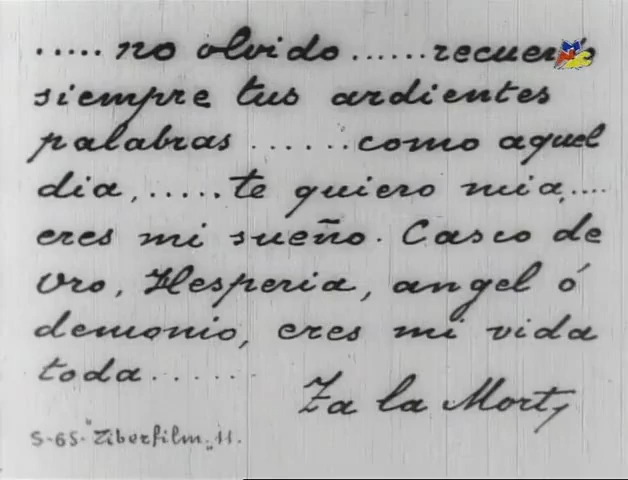 ..... no olvido ...... recuerdo
siempre tus ardientes
palabras ...... como aquel
dia, ..... te quiero mia, ....
eres mi sueño. Casco de
Oro, Hesperia, angel ó
demonio, eres mi vida
toda ......
Za la Mort
S-65-"Ziberfilm" 11.